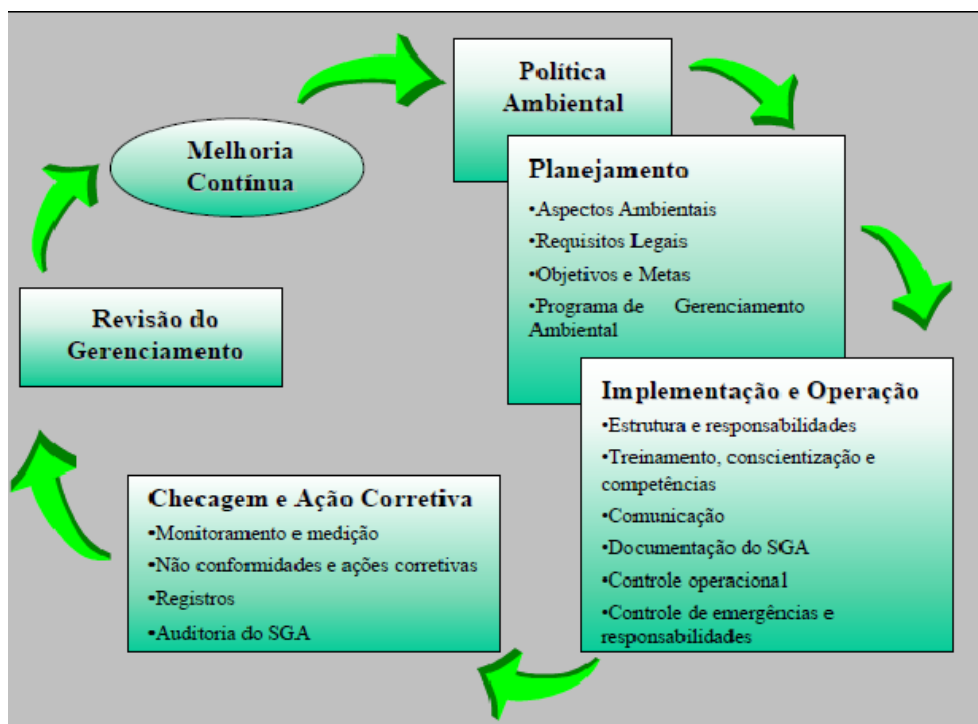 Política
Ambiental
Melhoria
Contínua
Planejamento
•Aspectos Ambientais
•Requisitos Legais
•Objetivos e Metas
•Programa de Gerenciamento
Ambiental
Revisão do
Gerenciamento
Implementação e Operação
•Estrutura e responsabilidades
•Treinamento, conscientização e
competências
•Comunicação
•Documentação do SGA
•Controle operacional
•Controle de emergências e
responsabilidades
Checagem e Ação Corretiva
•Monitoramento e medição
•Não conformidades e ações corretivas
•Registros
•Auditoria do SGA